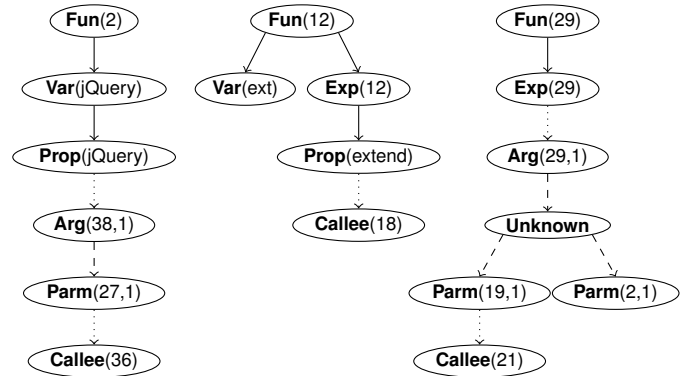 Fun(2)
Var(jQuery)
Prop(jQuery)
Arg(38,1)
Parm(27,1)
Callee(36)
Fun(12)
Var(ext)
Exp(12)
Prop(extend)
Callee(18)
Fun(29)
Exp(29)
Arg(29,1)
Unknown
Parm(19,1)
Parm(2,1)
Callee(21)